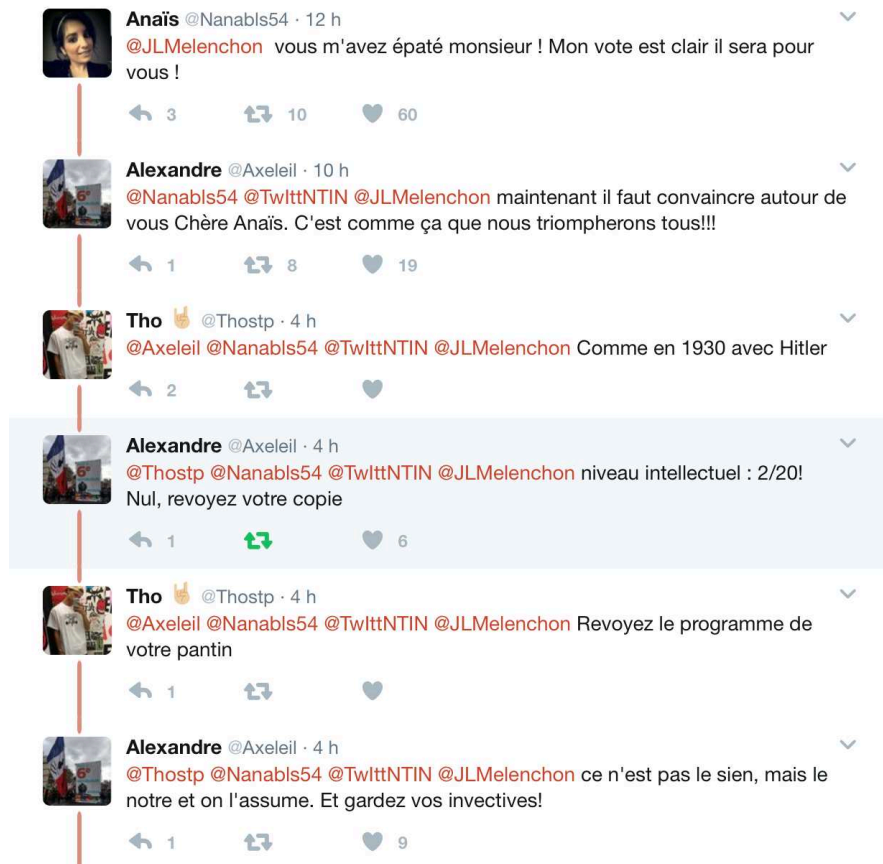 Anaïs @Nanabls54 · 12 h
@JLMelenchon vous m'avez épaté monsieur ! Mon vote est clair il sera pour
vous !
3 10 60
Alexandre @Axeleil · 10 h
@Nanabls54 @TwIttNTIN @JLMelenchon maintenant il faut convaincre autour de
vous Chère Anaïs. C'est comme ça que nous triompherons tous!!!
1 8 19
Tho 🤘🏼 @Thostp · 4 h
@Axeleil @Nanabls54 @TwIttNTIN @JLMelenchon Comme en 1930 avec Hitler
2
Alexandre @Axeleil · 4 h
@Thostp @Nanabls54 @TwIttNTIN @JLMelenchon niveau intellectuel : 2/20!
Nul, revoyez votre copie
1 6
Tho 🤘🏼 @Thostp · 4 h
@Axeleil @Nanabls54 @TwIttNTIN @JLMelenchon Revoyez le programme de
votre pantin
1
Alexandre @Axeleil · 4 h
@Thostp @Nanabls54 @TwIttNTIN @JLMelenchon ce n'est pas le sien, mais le
notre et on l'assume. Et gardez vos invectives!
1 9